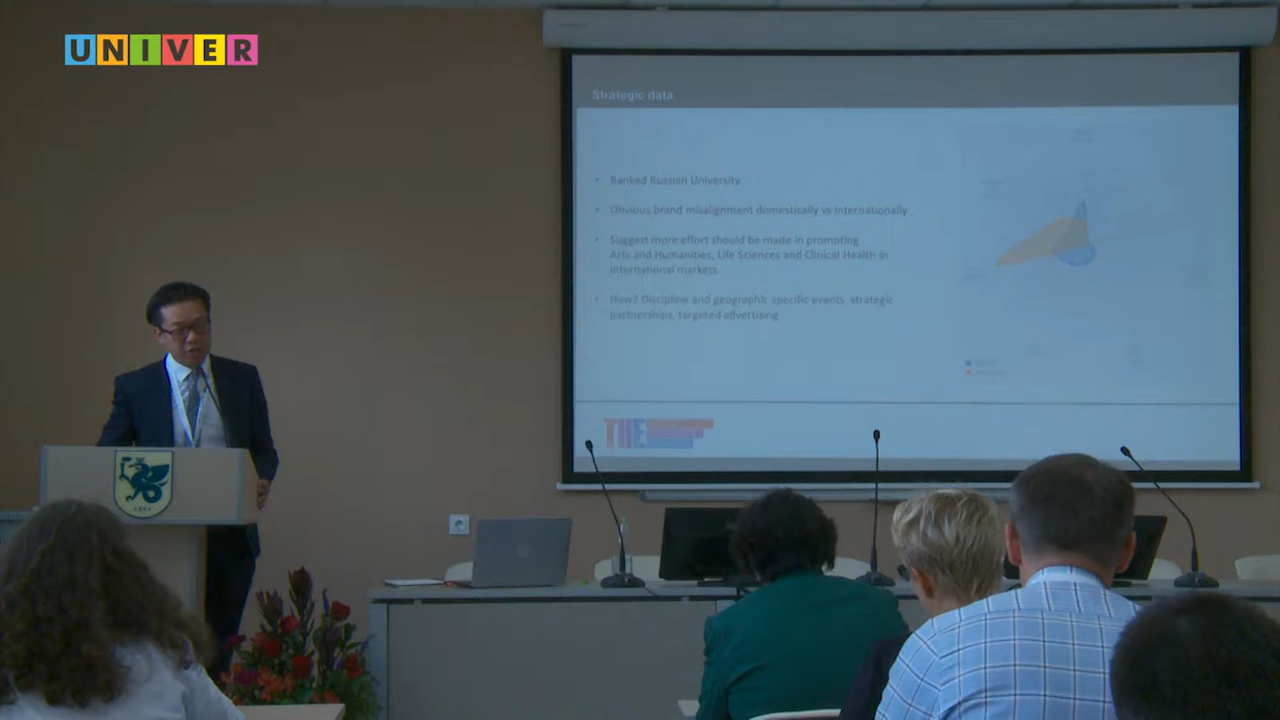 UNIVER
Strategic data
• Ranked Russian University.
• Obvious brand misalignment domestically vs internationally
• Suggest more effort should be made in promoting
Arts and Humanities, Life Sciences and Clinical Health in
international markets.
• How? Discipline and geographic specific events, strategic
partnerships, targeted advertising
THE